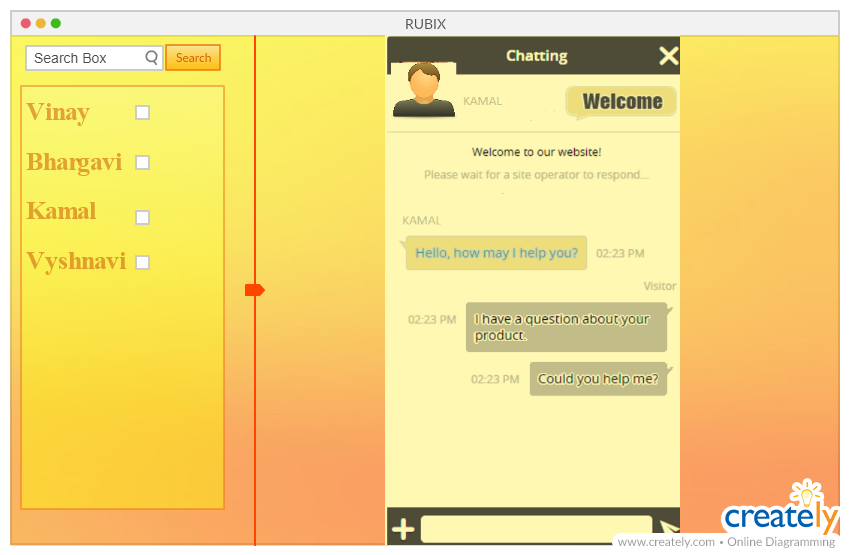 RUBIX
Search Box
Search
Vinay
Bhargavi
Kamal
Vyshnavi
Chatting
KAMAL
Welcome
Welcome to our website!
Please wait for a site operator to respond...
KAMAL
Hello, how may I help you?
02:23 PM
Visitor
02:23 PM
I have a question about your
product.
02:23 PM
Could you help me?
creately
www.creately.com • Online Diagramming